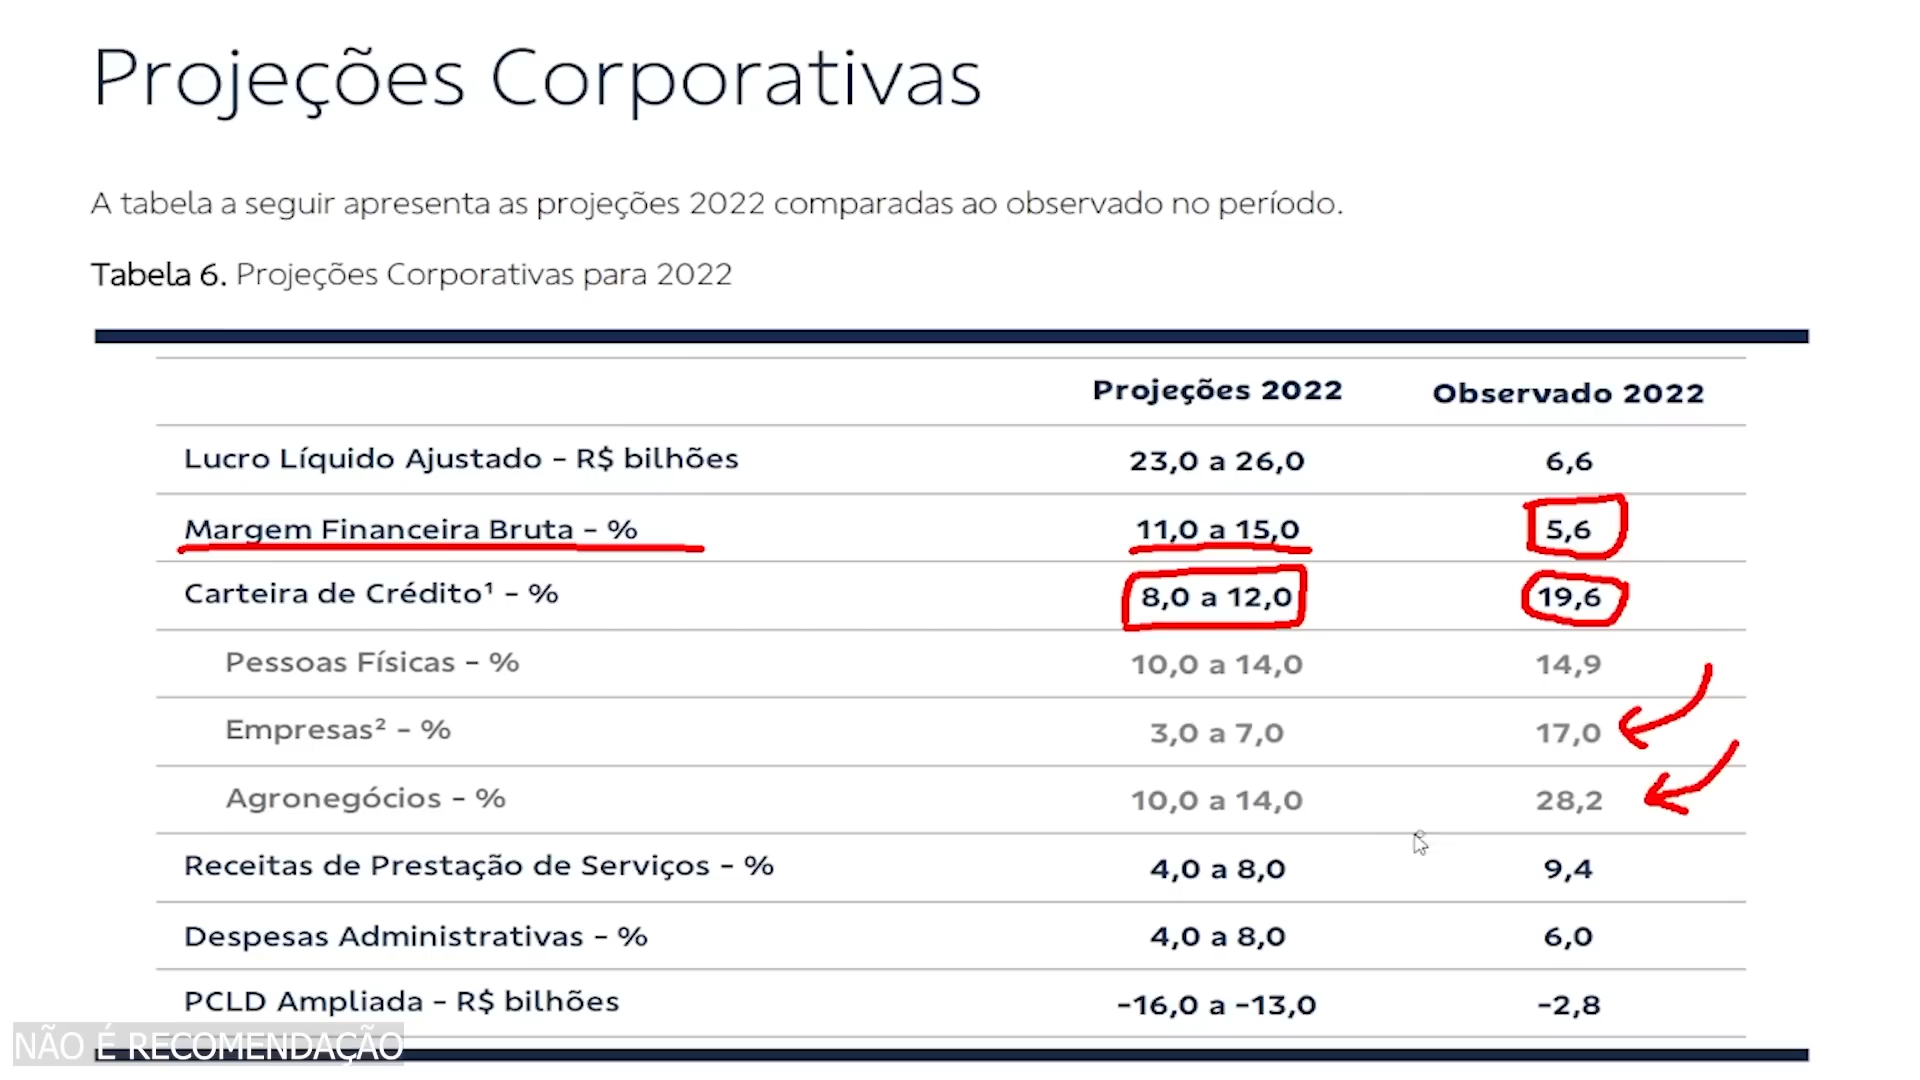 Projeções Corporativas
A tabela a seguir apresenta as projeções 2022 comparadas ao observado no período.
Tabela 6. Projeções Corporativas para 2022
Projeções 2022 Observado 2022
Lucro Líquido Ajustado - R$ bilhões 23,0 a 26,0 6,6
Margem Financeira Bruta - % 11,0 a 15,0 5,6
Carteira de Crédito¹ - % 8,0 a 12,0 19,6
Pessoas Físicas - % 10,0 a 14,0 14,9
Empresas² - % 3,0 a 7,0 17,0
Agronegócios - % 10,0 a 14,0 28,2
Receitas de Prestação de Serviços - % 4,0 a 8,0 9,4
Despesas Administrativas - % 4,0 a 8,0 6,0
PCLD Ampliada - R$ bilhões -16,0 a -13,0 -2,8
NÃO É RECOMENDAÇÃO